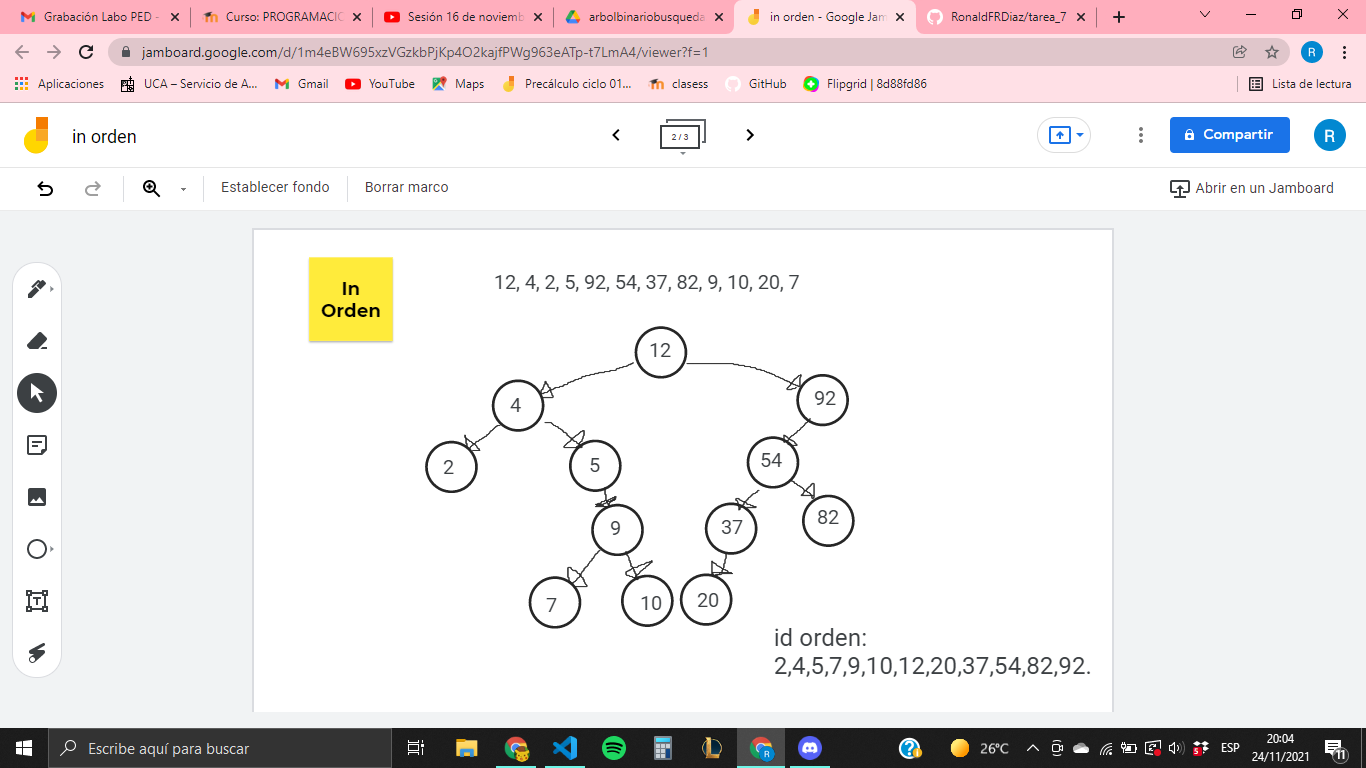 Grabación Labo PED -
Curso: PROGRAMACIO
Sesión 16 de noviemb
arbolbinariobusqueda
in orden - Google Jam
RonaldFRDiaz/tarea_7
jamboard.google.com/d/1m4eBW695xzVGzkbPjKp4O2kajfPWg963eATp-t7LmA4/viewer?f=1
R
Aplicaciones
UCA – Servicio de A...
Gmail
YouTube
Maps
Precálculo ciclo 01...
clasess
GitHub
Flipgrid | 8d88fd86
Lista de lectura
in orden
2 / 3
Compartir
R
Establecer fondo
Borrar marco
Abrir en un Jamboard
In
Orden
12, 4, 2, 5, 92, 54, 37, 82, 9, 10, 20, 7
12
4
92
2
5
54
9
37
82
7
10
20
id orden:
2,4,5,7,9,10,12,20,37,54,82,92.
Escribe aquí para buscar
26°C
ESP
20:04
24/11/2021
11